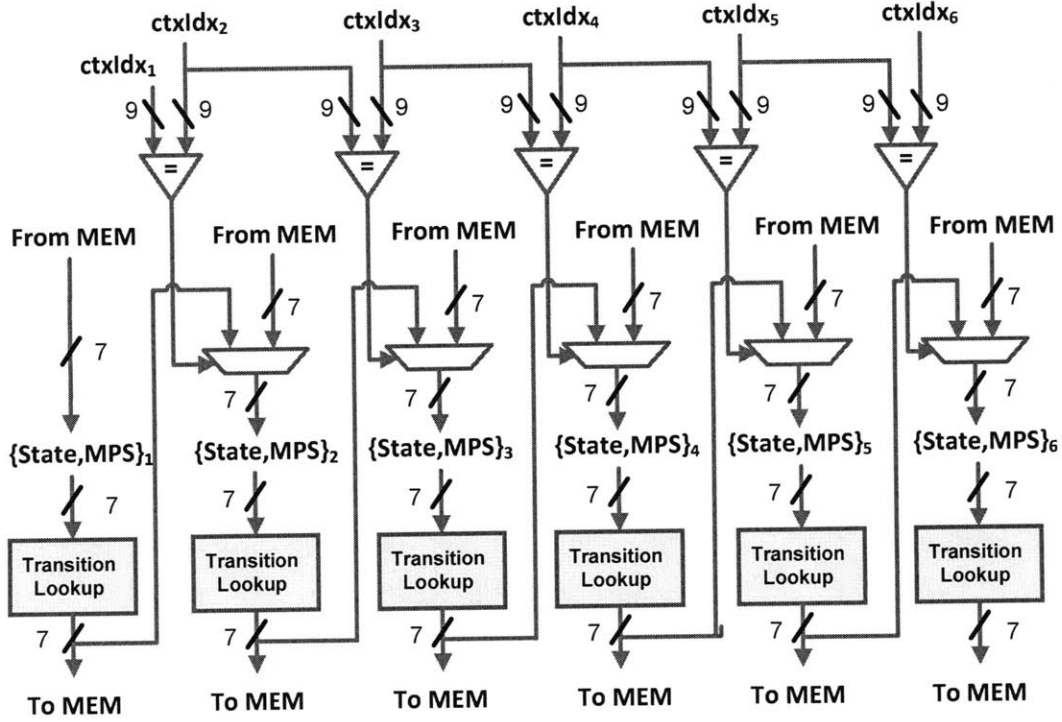 ctxIdx₂ ctxIdx₃ ctxIdx₄ ctxIdx₅ ctxIdx₆
ctxIdx₁
9 9 9 9 9 9 9 9 9 9
= = = = =
From MEM From MEM From MEM From MEM From MEM From MEM
7 7 7 7 7 7
7 7 7 7 7
{State,MPS}₁ {State,MPS}₂ {State,MPS}₃ {State,MPS}₄ {State,MPS}₅ {State,MPS}₆
7 7 7 7 7 7
Transition Transition Transition Transition Transition Transition
Lookup Lookup Lookup Lookup Lookup Lookup
7 7 7 7 7 7
To MEM To MEM To MEM To MEM To MEM To MEM